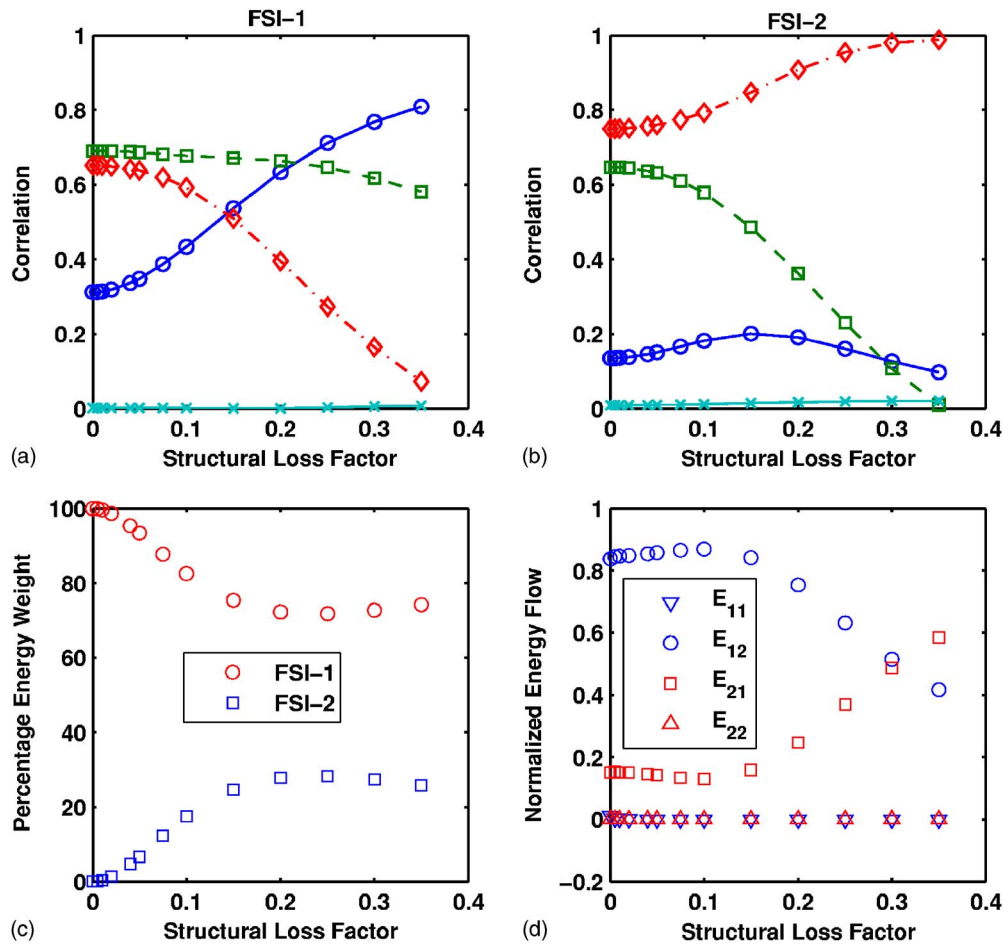 FSI−1
1
0.8
0.6
0.4
0.2
0
Correlation
0
0.1
0.2
0.3
0.4
Structural Loss Factor
(a)
FSI−2
1
0.8
0.6
0.4
0.2
0
Correlation
0
0.1
0.2
0.3
0.4
Structural Loss Factor
(b)
100
80
60
40
20
0
Percentage Energy Weight
FSI−1
FSI−2
0
0.1
0.2
0.3
0.4
Structural Loss Factor
(c)
1
0.8
0.6
0.4
0.2
0
−0.2
Normalized Energy Flow
E11
E12
E21
E22
0
0.1
0.2
0.3
0.4
Structural Loss Factor
(d)